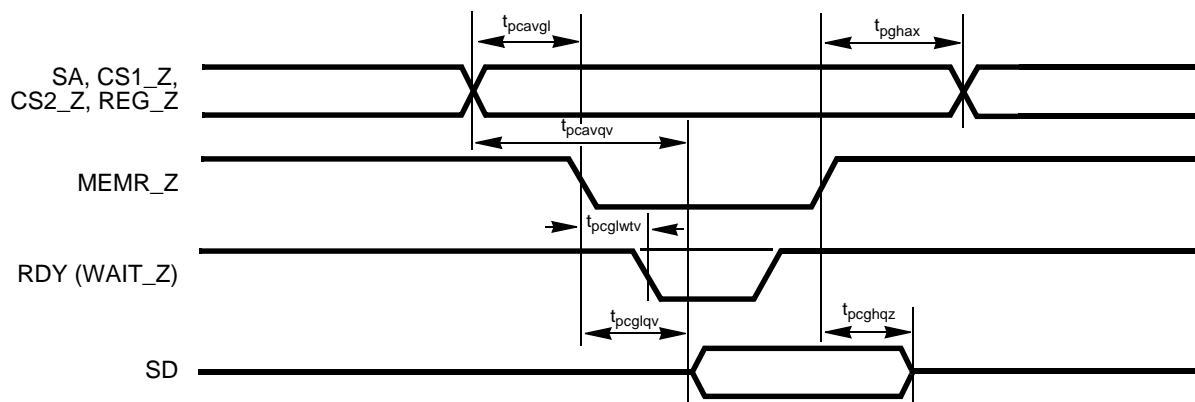 tpcavgl
tpghax
SA, CS1_Z,
CS2_Z, REG_Z
tpcavqv
MEMR_Z
tpcglwtv
RDY (WAIT_Z)
tpcglqv
tpcghqz
SD